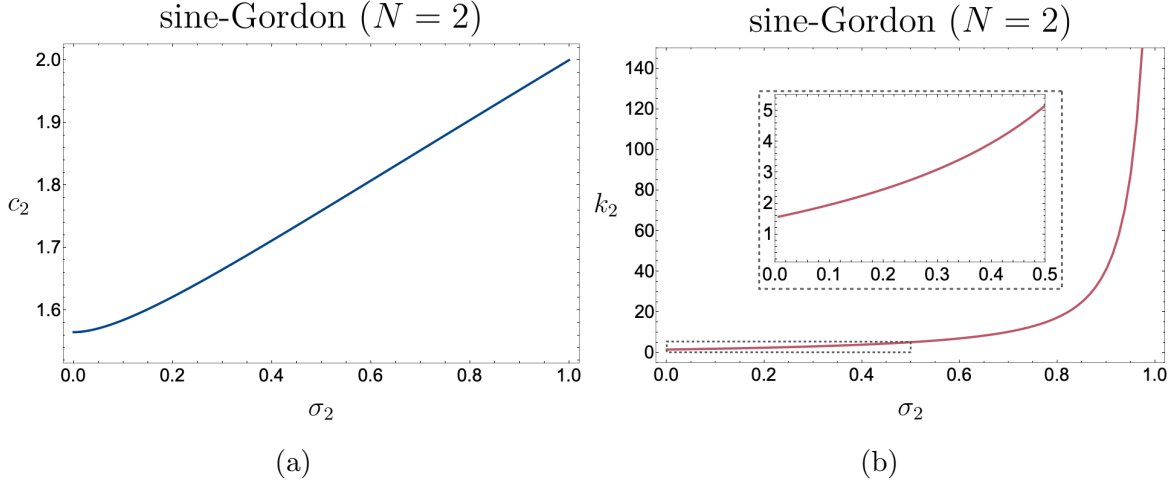 sine-Gordon (N = 2)
2.0
1.9
1.8
1.7
1.6
c₂
0.0 0.2 0.4 0.6 0.8 1.0
σ₂
(a)
sine-Gordon (N = 2)
140
120
100
80
60
40
20
0
k₂
5
4
3
2
1
0.0 0.1 0.2 0.3 0.4 0.5
0.0 0.2 0.4 0.6 0.8 1.0
σ₂
(b)